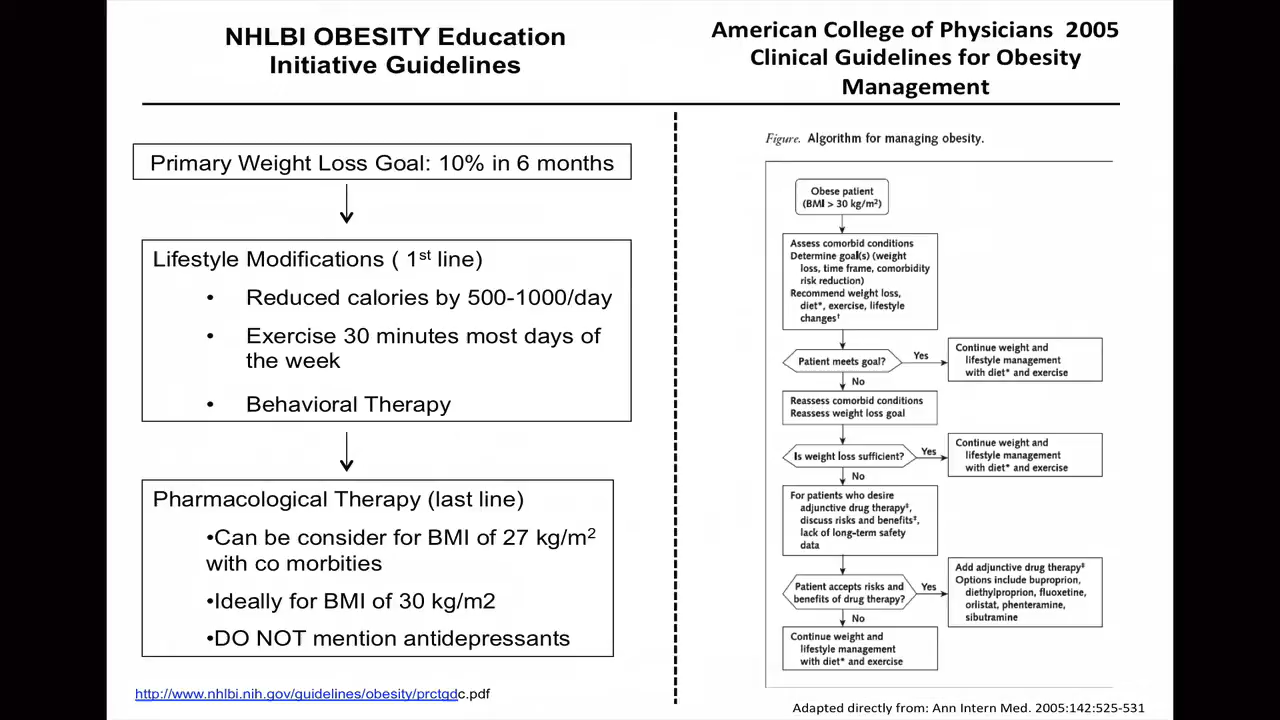 NHLBI OBESITY Education
Initiative Guidelines
American College of Physicians  2005
Clinical Guidelines for Obesity
Management
Primary Weight Loss Goal: 10% in 6 months
Lifestyle Modifications ( 1st line)
• Reduced calories by 500-1000/day
• Exercise 30 minutes most days of
the week
• Behavioral Therapy
Pharmacological Therapy (last line)
•Can be consider for BMI of 27 kg/m²
with co morbities
•Ideally for BMI of 30 kg/m2
•DO NOT mention antidepressants
http://www.nhlbi.nih.gov/guidelines/obesity/prctgdc.pdf
Figure. Algorithm for managing obesity.
Obese patient
(BMI > 30 kg/m²)
Assess comorbid conditions
Determine goal(s) (weight
loss, time frame, comorbidity
risk reduction)
Recommend weight loss,
diet*, exercise, lifestyle
changes†
Patient meets goal?
Yes
Continue weight and
lifestyle management
with diet* and exercise
No
Reassess comorbid conditions
Reassess weight loss goal
Is weight loss sufficient?
Yes
Continue weight and
lifestyle management
with diet* and exercise
No
For patients who desire
adjunctive drug therapy‡,
discuss risks and benefits‡,
lack of long-term safety
data
Patient accepts risks and
benefits of drug therapy?
Yes
Add adjunctive drug therapy‡
Options include buproprion,
diethylproprion, fluoxetine,
orlistat, phenteramine,
sibutramine
No
Continue weight and
lifestyle management
with diet* and exercise
Adapted directly from: Ann Intern Med. 2005:142:525-531